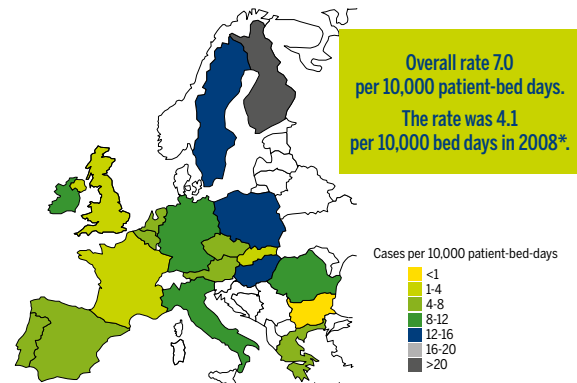 Overall rate 7.0
per 10,000 patient-bed days.
The rate was 4.1
per 10,000 bed days in 2008*.
Cases per 10,000 patient-bed-days
<1
1-4
4-8
8-12
12-16
16-20
>20